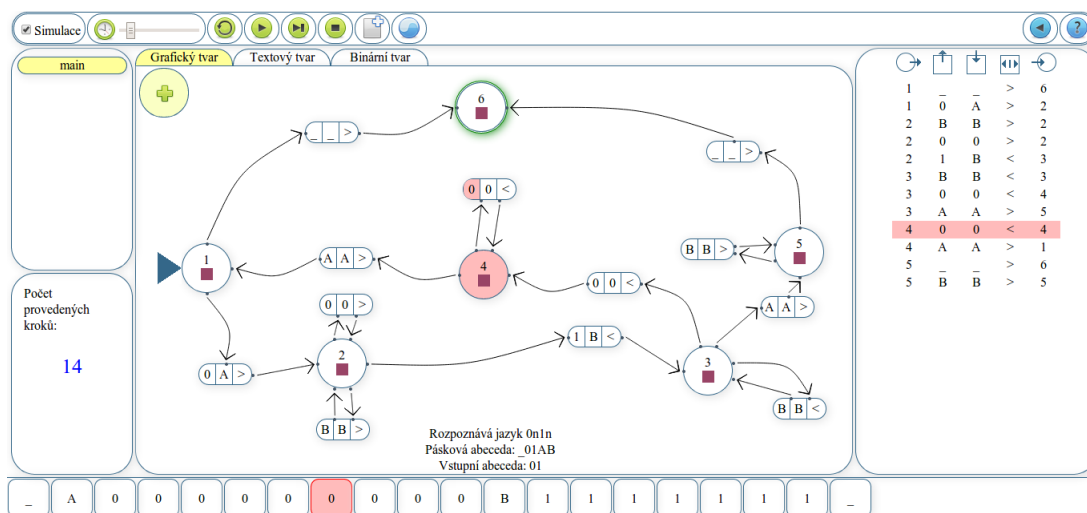 Simulace
?
main
Grafický tvar
Textový tvar
Binární tvar
Počet
provedených
kroků:
14
6
_ _ >
_ _ >
0 0 <
1
A A >
4
B B >
5
0 0 >
0 0 <
A A >
1 B <
2
3
0 A >
B B >
B B <
Rozpoznává jazyk 0n1n
Pásková abeceda: _01AB
Vstupní abeceda: 01
1 _ _ > 6
1 0 A > 2
2 B B > 2
2 0 0 > 2
2 1 B < 3
3 B B < 3
3 0 0 < 4
3 A A > 5
4 0 0 < 4
4 A A > 1
5 _ _ > 6
5 B B > 5
_ A 0 0 0 0 0 0 0 0 0 B 1 1 1 1 1 1 1 _